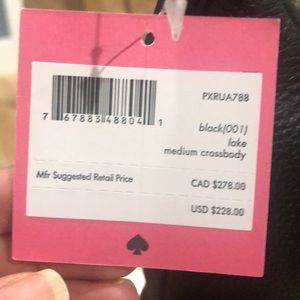 PXRUA788
7 67883 48804 1
black(001)
lake
medium crossbody
Mfr Suggested Retail Price CAD $278.00
USD $228.00